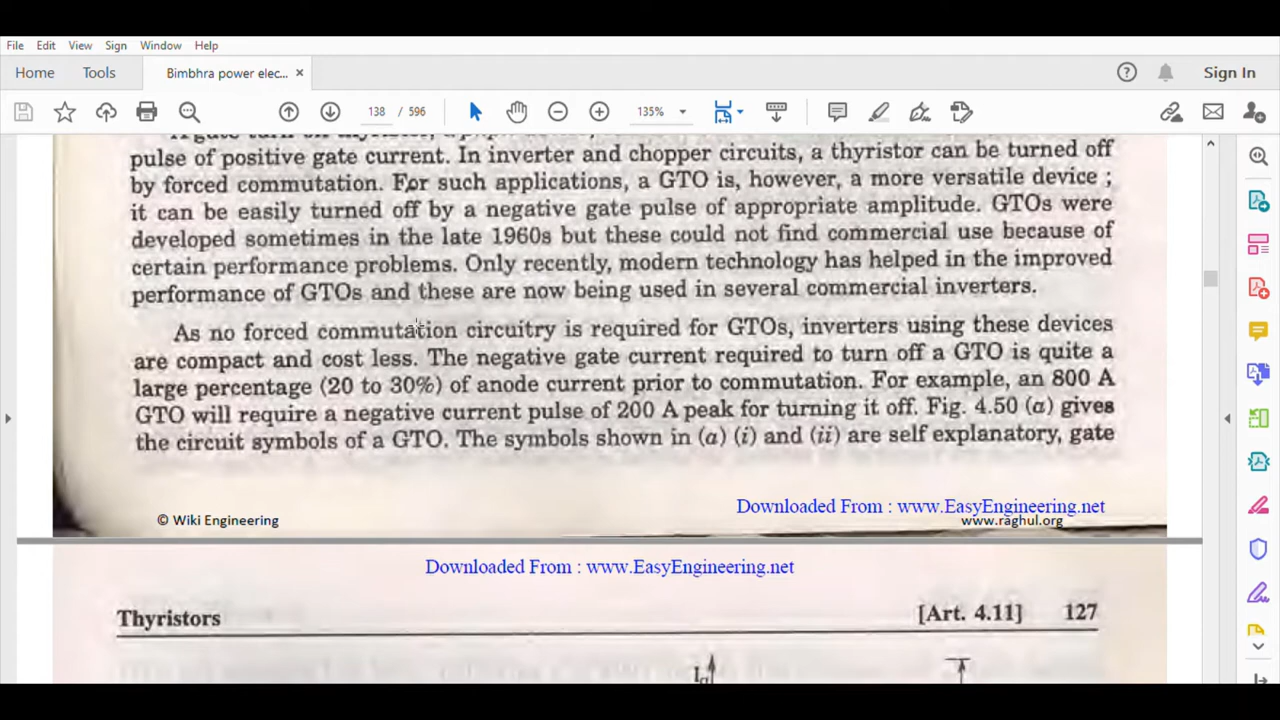 File Edit View Sign Window Help
Home Tools Bimbhra power elec... × Sign In
138 / 596 135%
A gate turn off thyristor,
pulse of positive gate current. In inverter and chopper circuits, a thyristor can be turned off
by forced commutation. For such applications, a GTO is, however, a more versatile device ;
it can be easily turned off by a negative gate pulse of appropriate amplitude. GTOs were
developed sometimes in the late 1960s but these could not find commercial use because of
certain performance problems. Only recently, modern technology has helped in the improved
performance of GTOs and these are now being used in several commercial inverters.
As no forced commutation circuitry is required for GTOs, inverters using these devices
are compact and cost less. The negative gate current required to turn off a GTO is quite a
large percentage (20 to 30%) of anode current prior to commutation. For example, an 800 A
GTO will require a negative current pulse of 200 A peak for turning it off. Fig. 4.50 (a) gives
the circuit symbols of a GTO. The symbols shown in (a) (i) and (ii) are self explanatory, gate
Downloaded From : www.EasyEngineering.net
© Wiki Engineering www.raghul.org
Downloaded From : www.EasyEngineering.net
Thyristors [Art. 4.11] 127
Ia